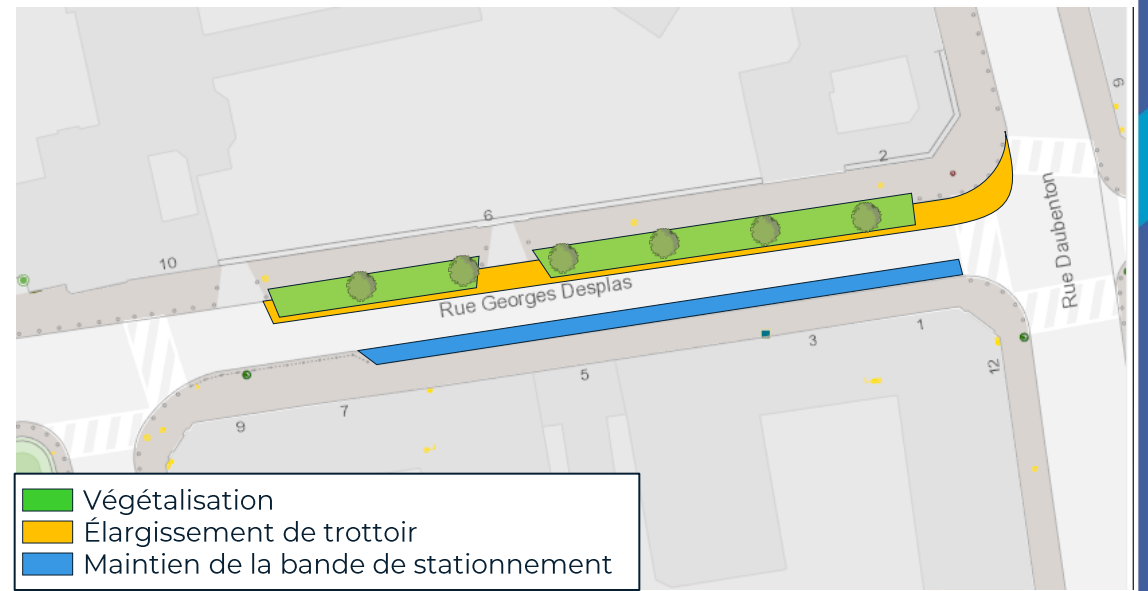 9
2
Rue Daubenton
6
10
Rue Georges Desplas
1
3
12
5
7
9
Végétalisation
Élargissement de trottoir
Maintien de la bande de stationnement